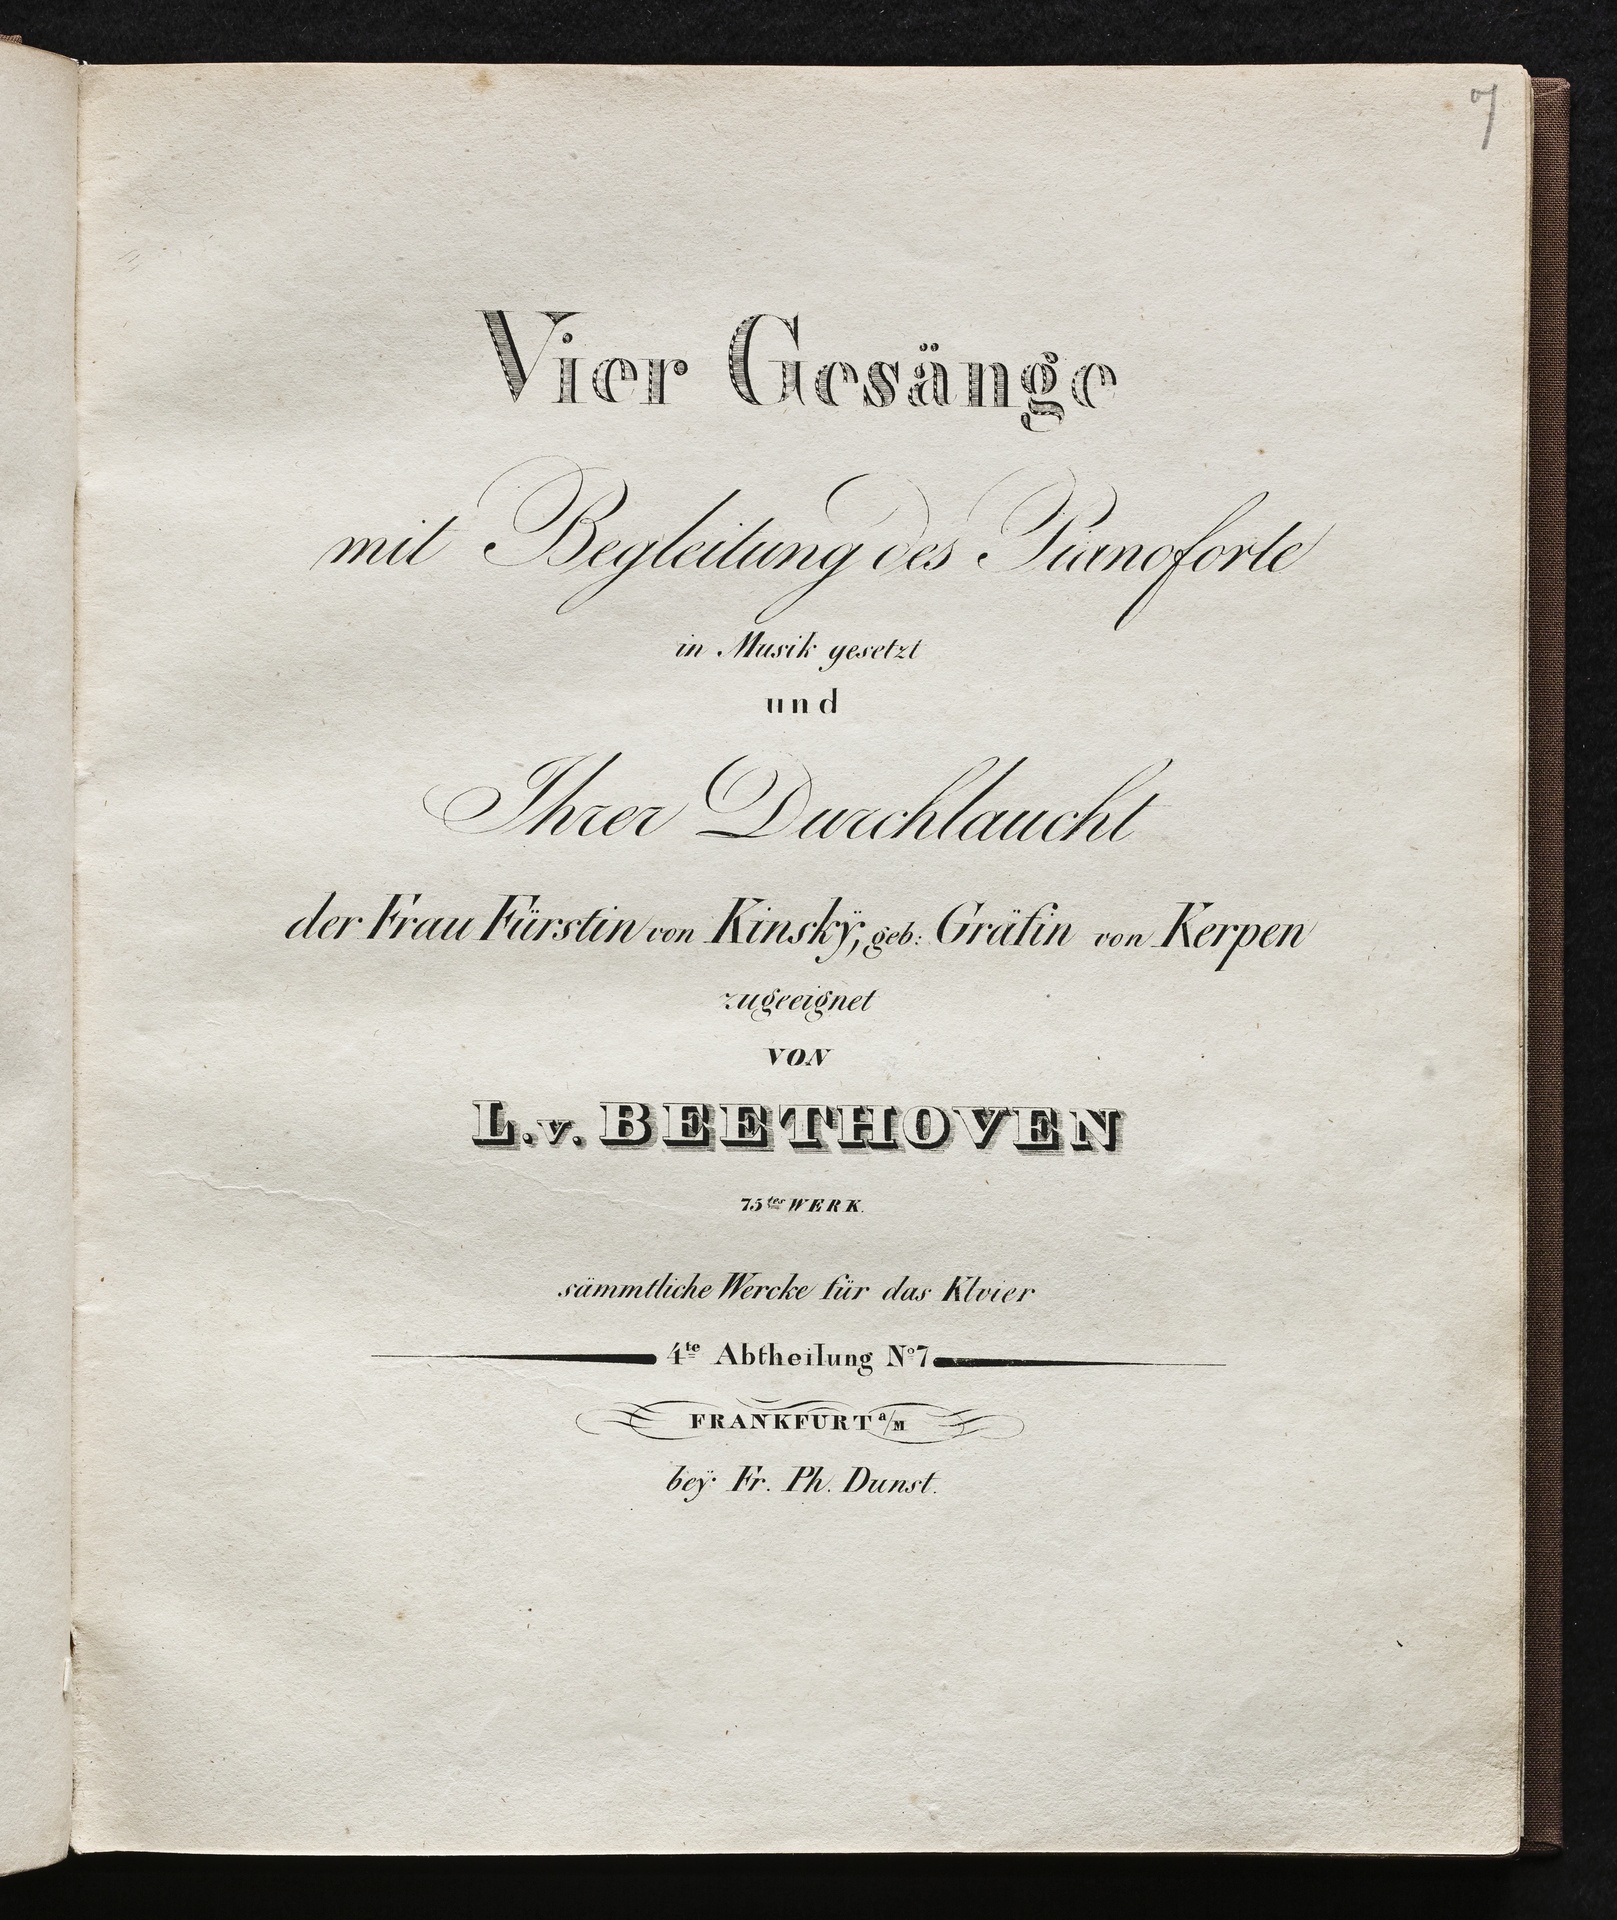 7
Vier Gesänge
mit Begleitung des Pianoforte
in Musik gesetzt
und
Ihrer Durchlaucht
der Frau Fürstin von Kinskÿ, geb: Gräfin von Kerpen
zugeeignet
VON
L. v. BEETHOVEN
75tes WERK.
sämmtliche Wercke für das Klvier
4te Abtheilung No 7
FRANKFURT a/M
beÿ Fr. Ph. Dunst.